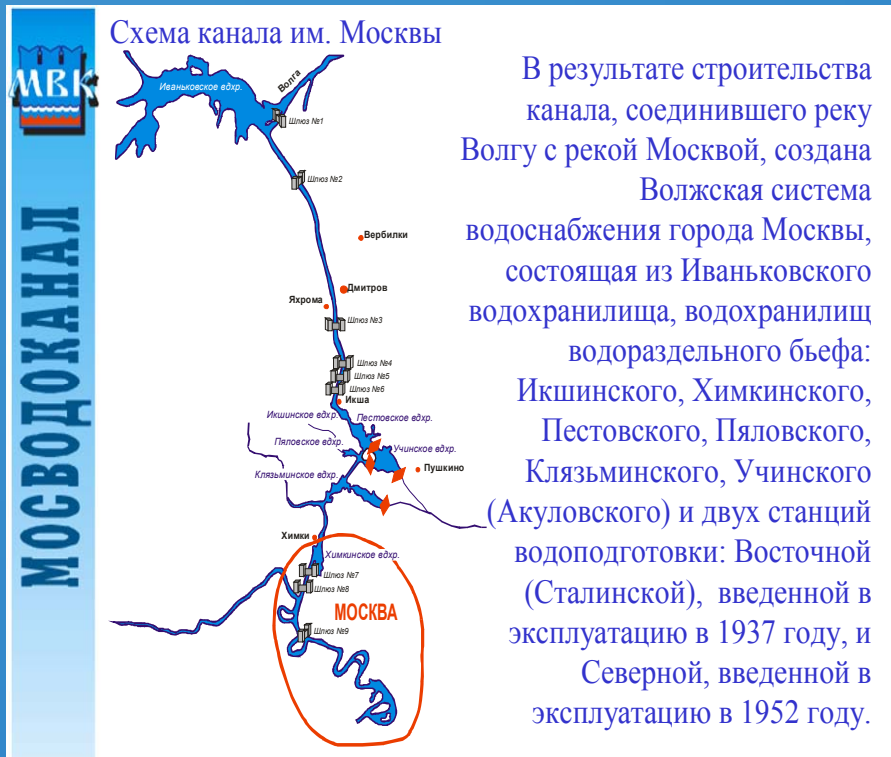 Схема канала им. Москвы
МВК
МОСВОДОКАНАЛ
Иваньковское вдхр.
Волга
Шлюз №1
Шлюз №2
Вербилки
Дмитров
Яхрома
Шлюз №3
Шлюз №4
Шлюз №5
Шлюз №6
Икша
Икшинское вдхр.
Пестовское вдхр.
Пяловское вдхр.
Учинское вдхр.
Клязьминское вдхр.
Пушкино
Химки
Химкинское вдхр.
Шлюз №7
Шлюз №8
МОСКВА
Шлюз №9
В результате строительства
канала, соединившего реку
Волгу с рекой Москвой, создана
Волжская система
водоснабжения города Москвы,
состоящая из Иваньковского
водохранилища, водохранилищ
водораздельного бьефа:
Икшинского, Химкинского,
Пестовского, Пяловского,
Клязьминского, Учинского
(Акуловского) и двух станций
водоподготовки: Восточной
(Сталинской), введенной в
эксплуатацию в 1937 году, и
Северной, введенной в
эксплуатацию в 1952 году.